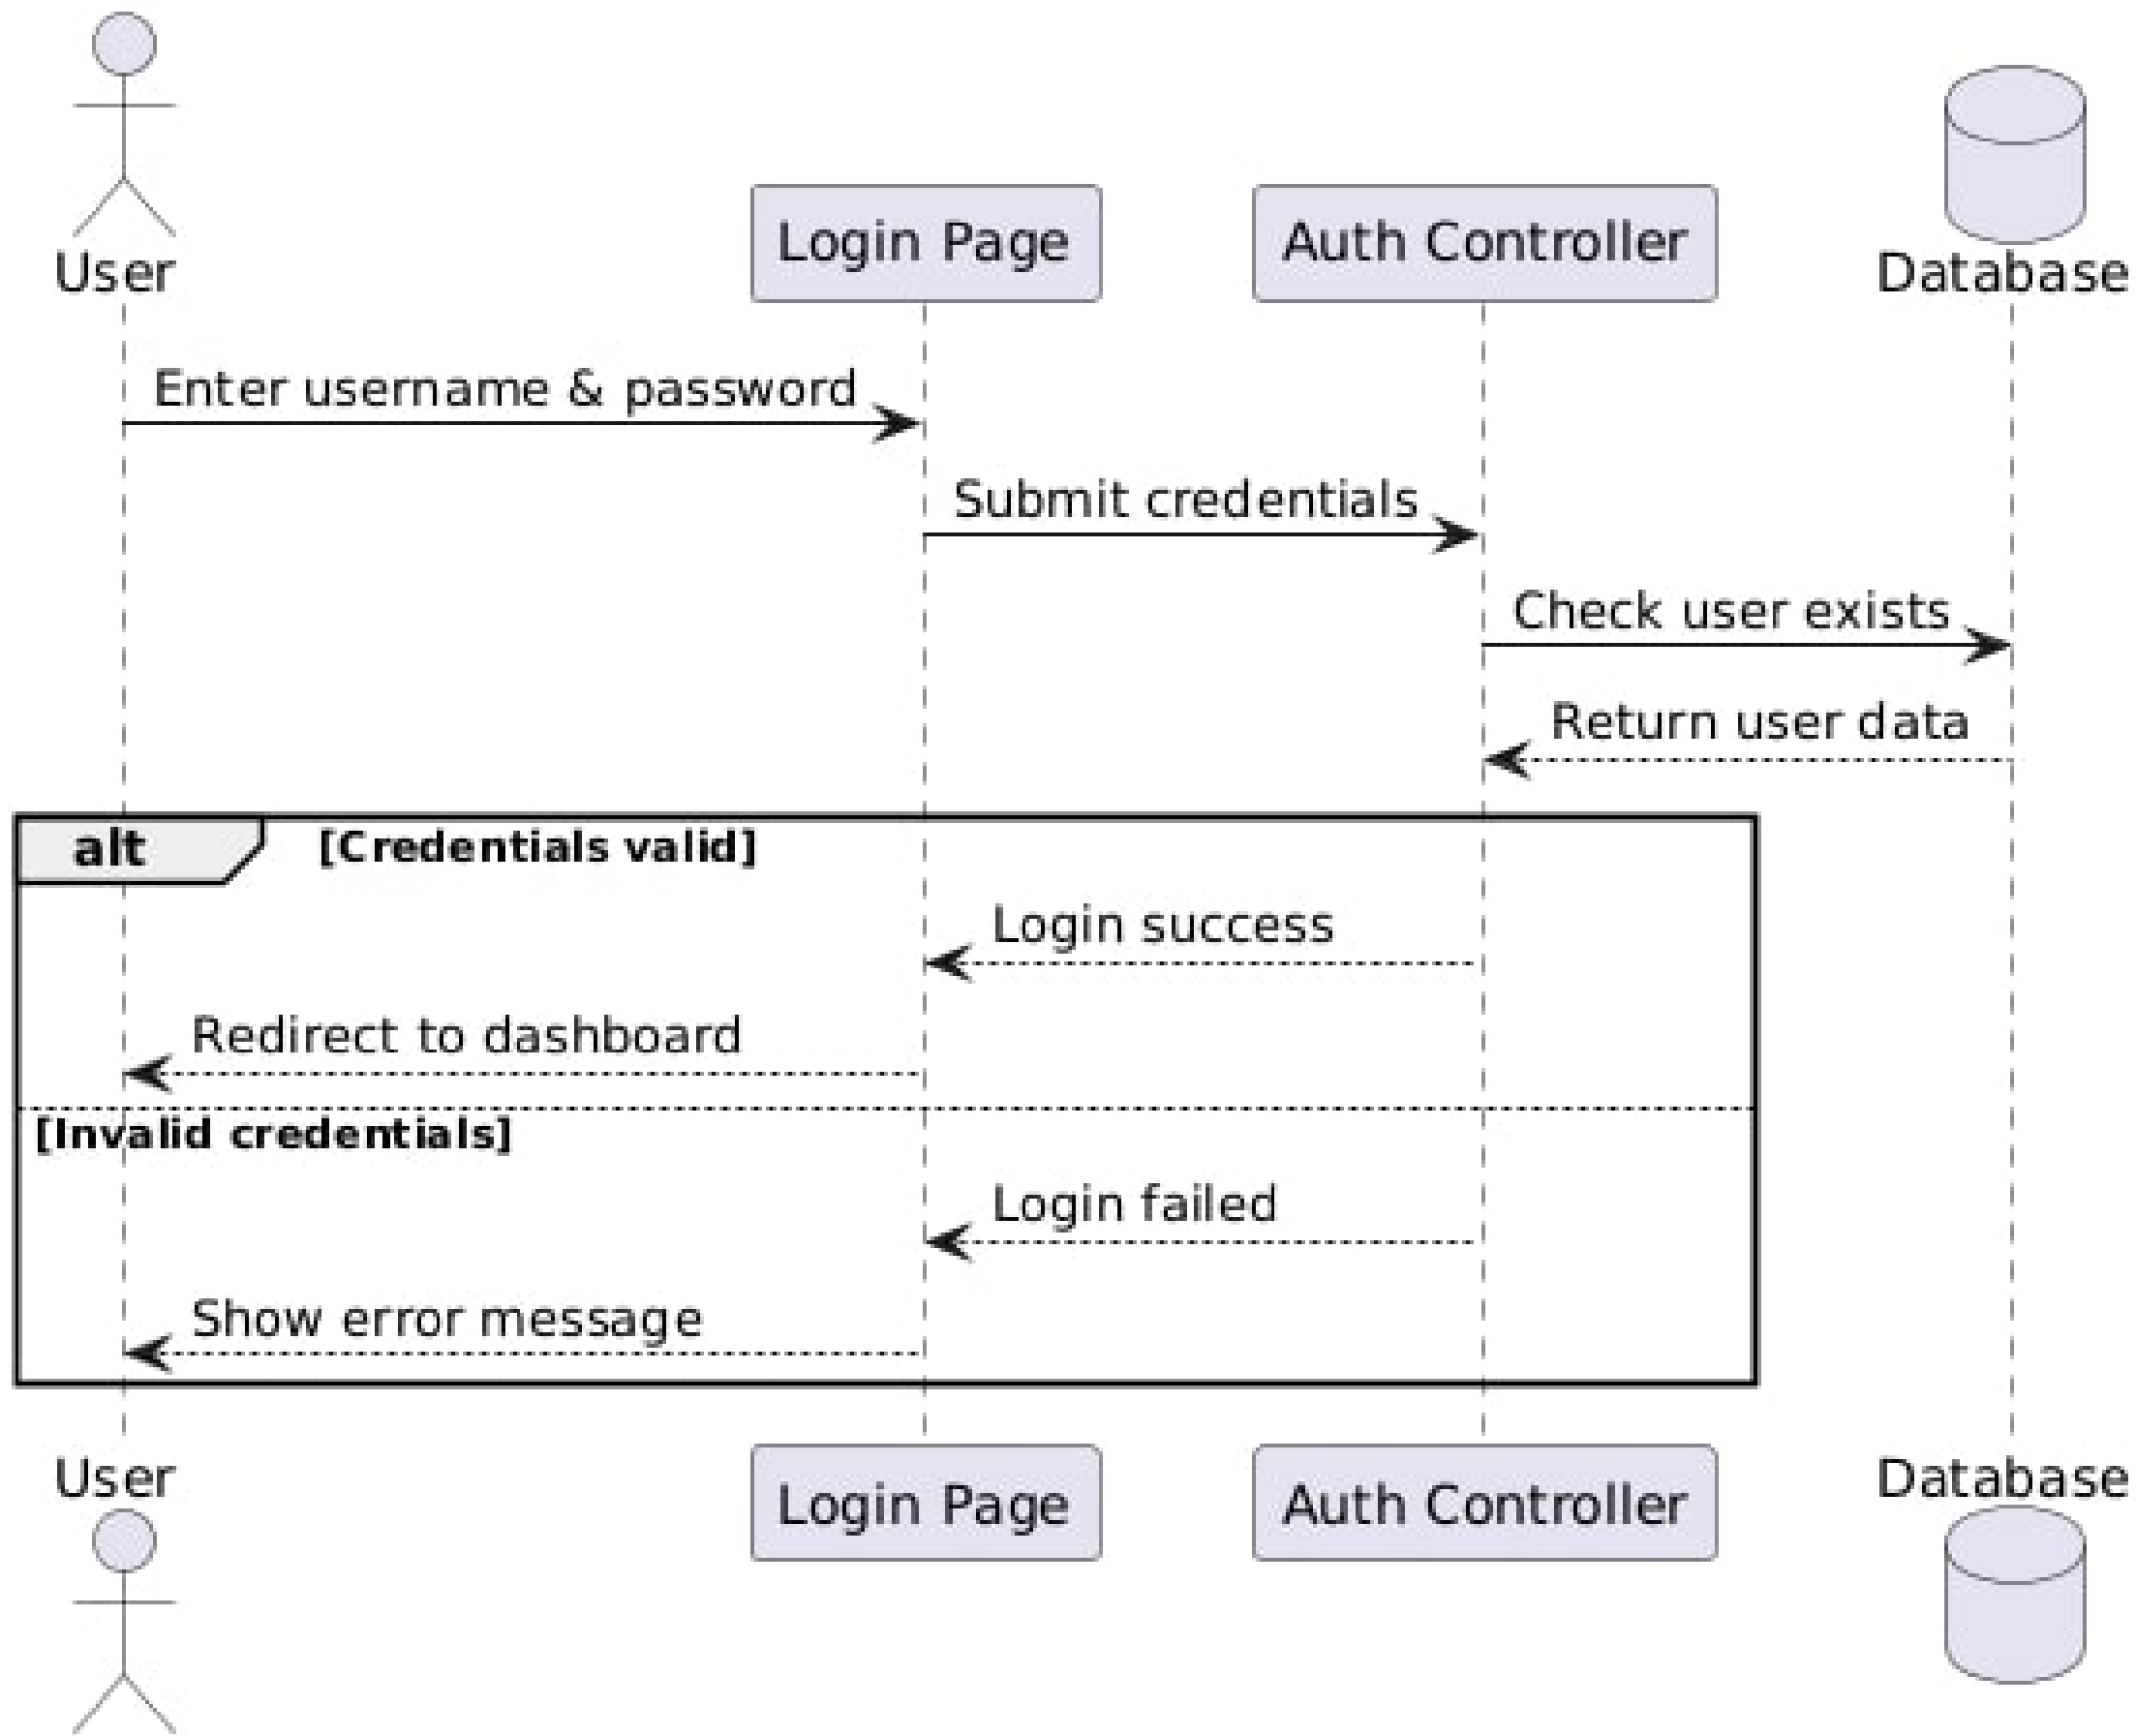 User
Login Page
Auth Controller
Database
Enter username & password
Submit credentials
Check user exists
Return user data
alt
[Credentials valid]
Login success
Redirect to dashboard
[Invalid credentials]
Login failed
Show error message
User
Login Page
Auth Controller
Database